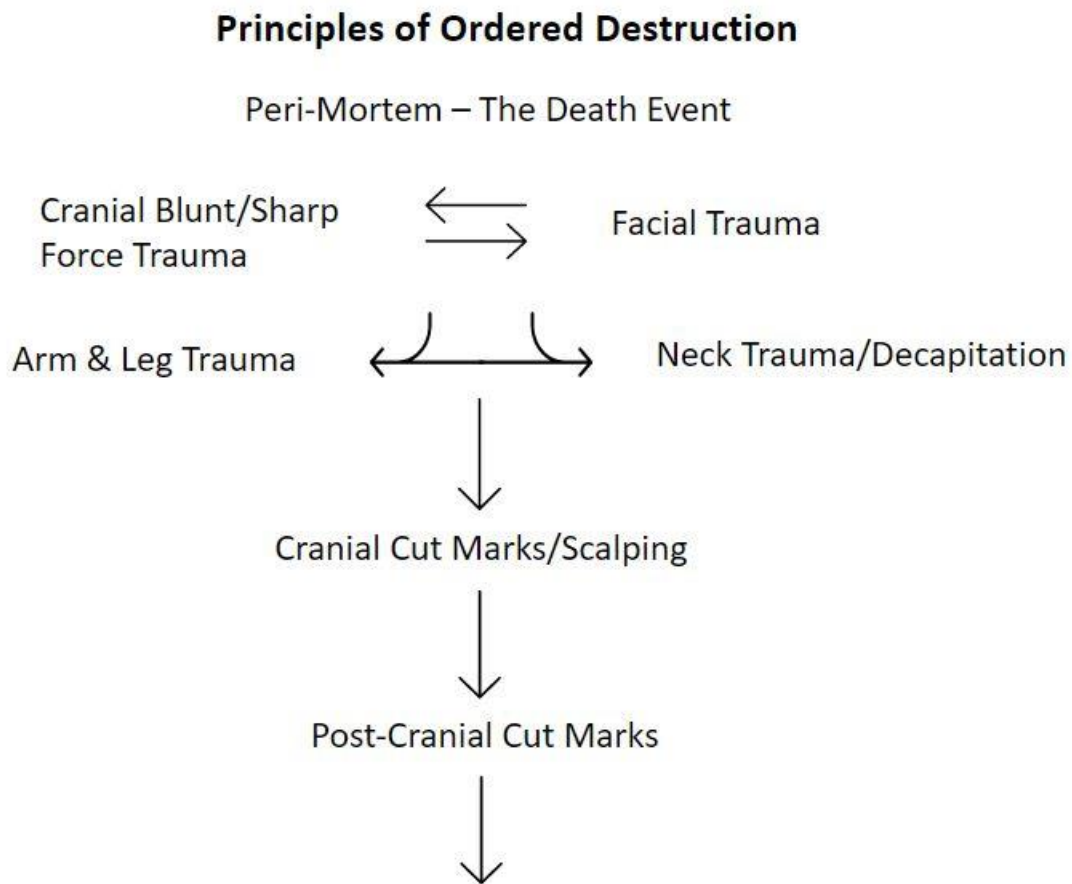 Principles of Ordered Destruction
Peri-Mortem – The Death Event
Cranial Blunt/Sharp
Force Trauma
Facial Trauma
Arm & Leg Trauma
Neck Trauma/Decapitation
Cranial Cut Marks/Scalping
Post-Cranial Cut Marks